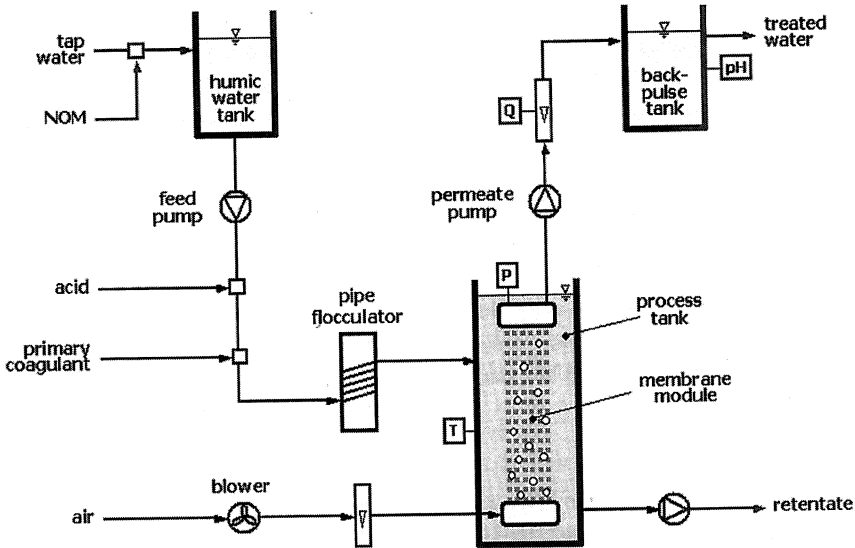 tap
water
NOM
humic
water
tank
feed
pump
acid
primary
coagulant
pipe
flocculator
blower
air
Q
permeate
pump
back-
pulse
tank
treated
water
pH
P
T
process
tank
membrane
module
retentate